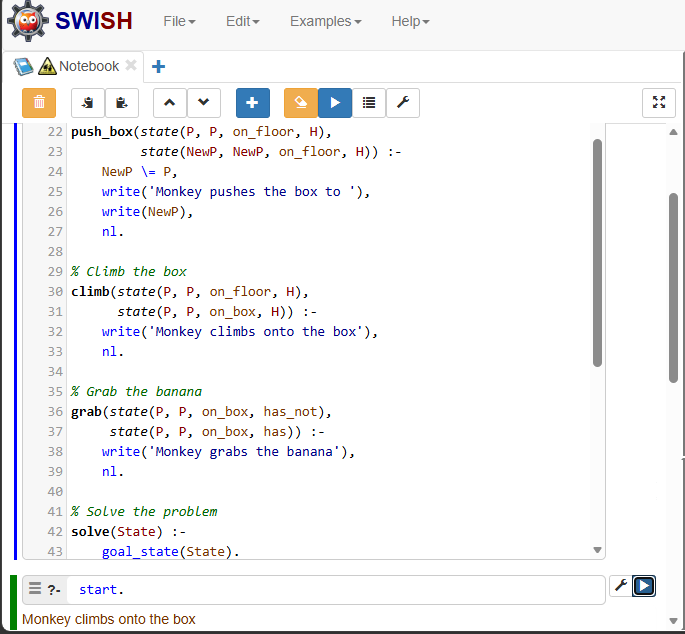 SWISH File Edit Examples Help
Notebook
22 push_box(state(P, P, on_floor, H),
23 state(NewP, NewP, on_floor, H)) :-
24 NewP \= P,
25 write('Monkey pushes the box to '),
26 write(NewP),
27 nl.
28
29 % Climb the box
30 climb(state(P, P, on_floor, H),
31 state(P, P, on_box, H)) :-
32 write('Monkey climbs onto the box'),
33 nl.
34
35 % Grab the banana
36 grab(state(P, P, on_box, has_not),
37 state(P, P, on_box, has)) :-
38 write('Monkey grabs the banana'),
39 nl.
40
41 % Solve the problem
42 solve(State) :-
43 goal_state(State).
?- start.
Monkey climbs onto the box